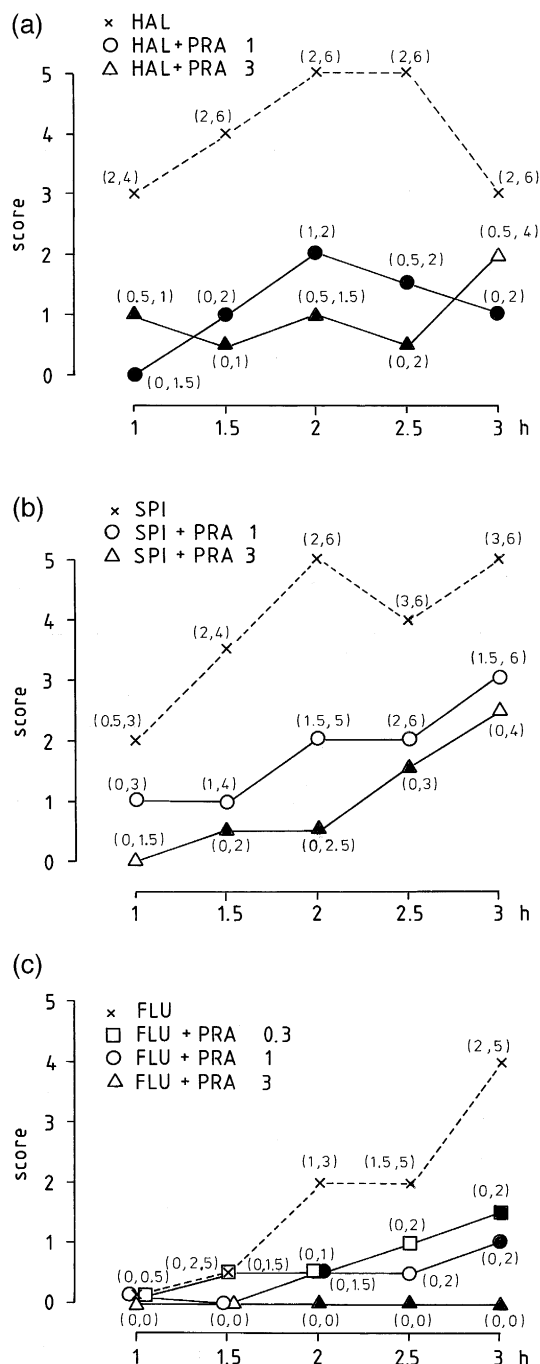 (a)
× HAL
● HAL+PRA 1
▲ HAL+PRA 3
(2,6) (2,6)
5
(2,6)
4
(2,4)
3
(2,6)
score
(1,2)
(0.5,4)
2
(0.5,2)
(0.5,1) (0,2) (0.5,1.5) (0,2)
1
(0,1) (0,2)
0
(0,1.5)
1 1.5 2 2.5 3 h
(b)
× SPI
○ SPI + PRA 1
△ SPI + PRA 3
(2,6) (3,6)
5
(3,6)
4
(2,4)
3
(1.5,6)
score
(0.5,3)
(1.5,5) (2,6)
2
(0,4)
(0,3) (1,4)
1
(0,3)
(0,1.5) (0,2) (0,2.5)
0
1 1.5 2 2.5 3 h
(c)
× FLU
□ FLU + PRA 0.3
○ FLU + PRA 1
△ FLU + PRA 3
5
(2,5)
4
3
score
(1,3) (1.5,5)
2
(0,2)
(0,2)
1
(0,1)
(0,2.5) (0,1.5)
(0,2)
(0,0.5)
(0,1.5) (0,2)
0
(0,0) (0,0) (0,0) (0,0) (0,0)
1 1.5 2 2.5 3 h